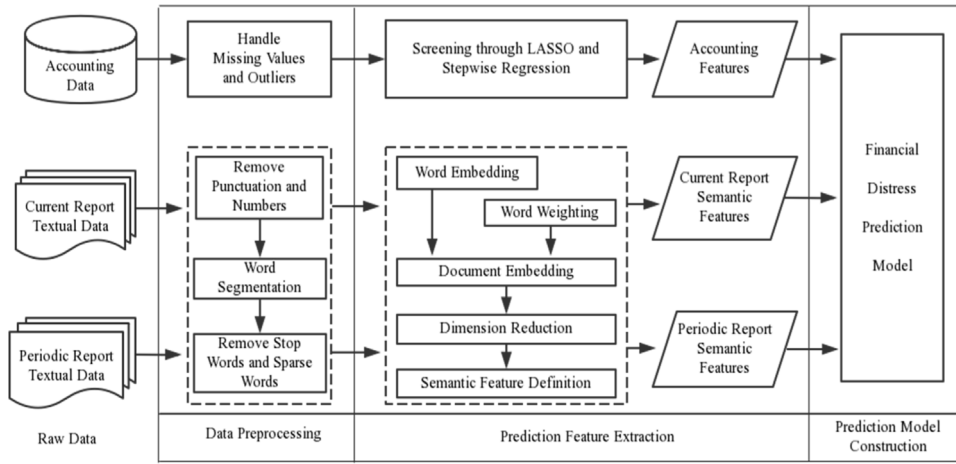 Accounting
Data
Handle
Missing Values
and Outliers
Screening through LASSO and
Stepwise Regression
Accounting
Features
Current Report
Textual Data
Remove
Punctuation and
Numbers
Word
Segmentation
Remove Stop
Words and Sparse
Words
Word Embedding
Word Weighting
Document Embedding
Dimension Reduction
Semantic Feature Definition
Current Report
Semantic
Features
Periodic Report
Textual Data
Periodic Report
Semantic
Features
Financial
Distress
Prediction
Model
Raw Data
Data Preprocessing
Prediction Feature Extraction
Prediction Model
Construction